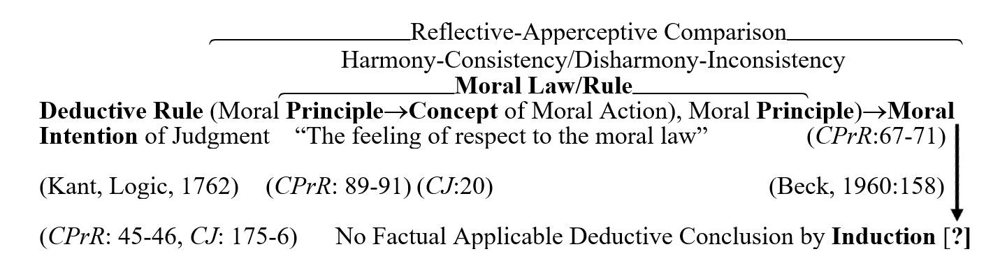 Reflective-Apperceptive Comparison
Harmony-Consistency/Disharmony-Inconsistency
Moral Law/Rule
Deductive Rule (Moral Principle→Concept of Moral Action), Moral Principle)→Moral
Intention of Judgment “The feeling of respect to the moral law” (CPrR:67-71)
(Kant, Logic, 1762) (CPrR: 89-91) (CJ:20) (Beck, 1960:158)
(CPrR: 45-46, CJ: 175-6) No Factual Applicable Deductive Conclusion by Induction [?]